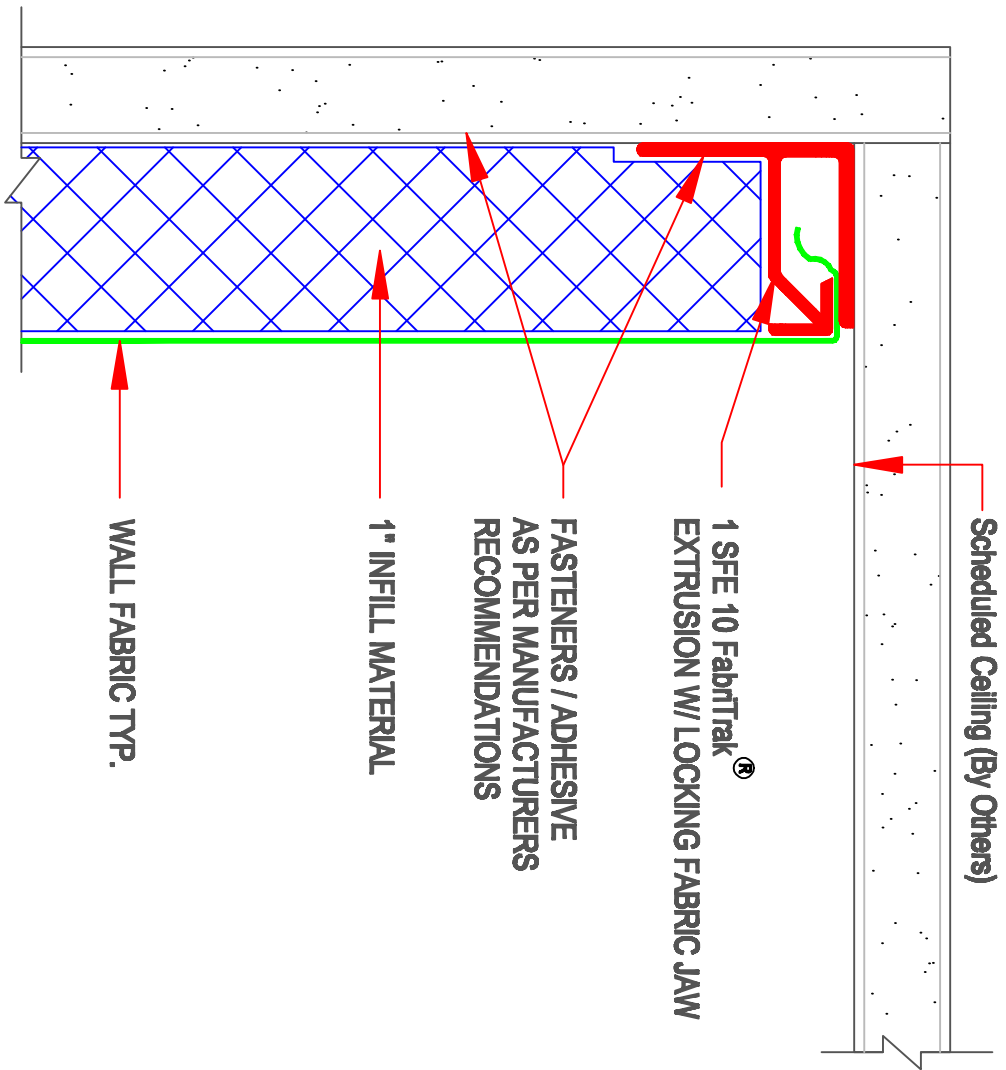 Scheduled Ceiling (By Others)
1 SFE 10 FabriTrak®
EXTRUSION W/ LOCKING FABRIC JAW
FASTENERS / ADHESIVE
AS PER MANUFACTURERS
RECOMMENDATIONS
1" INFILL MATERIAL
WALL FABRIC TYP.